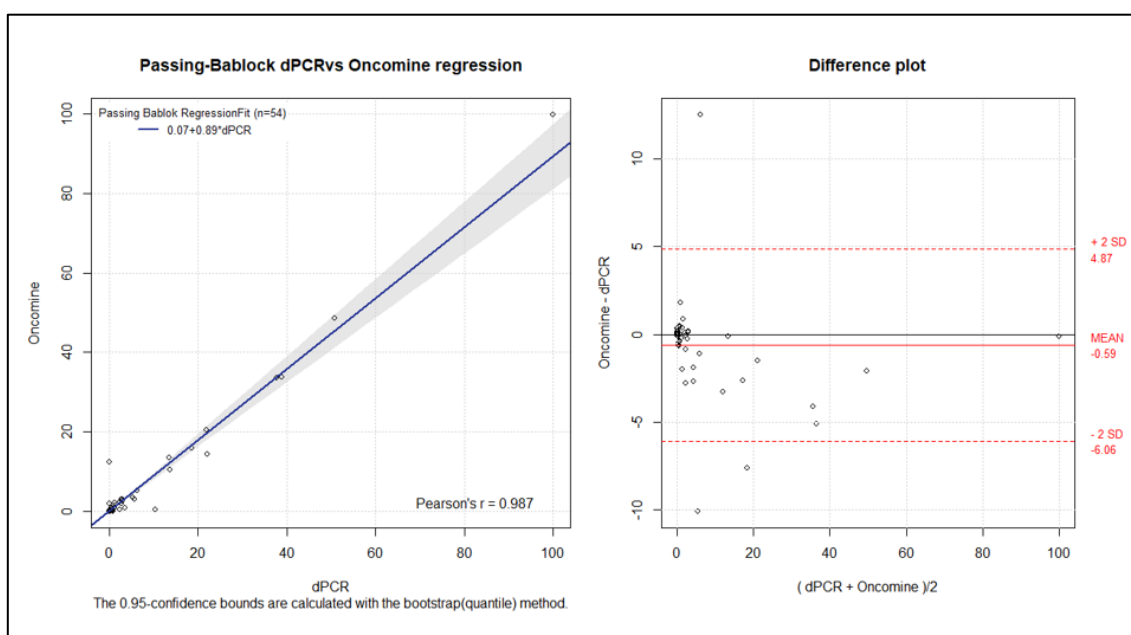 Passing-Bablock dPCRvs Oncomine regression
Passing Bablok RegressionFit (n=54)
0.07+0.89*dPCR
Oncomine
0
20
40
60
80
100
Pearson's r = 0.987
0
20
40
60
80
100
dPCR
The 0.95-confidence bounds are calculated with the bootstrap(quantile) method.
Difference plot
Oncomine - dPCR
10
5
0
-5
-10
+ 2 SD
4.87
MEAN
-0.59
- 2 SD
-6.06
0
20
40
60
80
100
( dPCR + Oncomine )/2